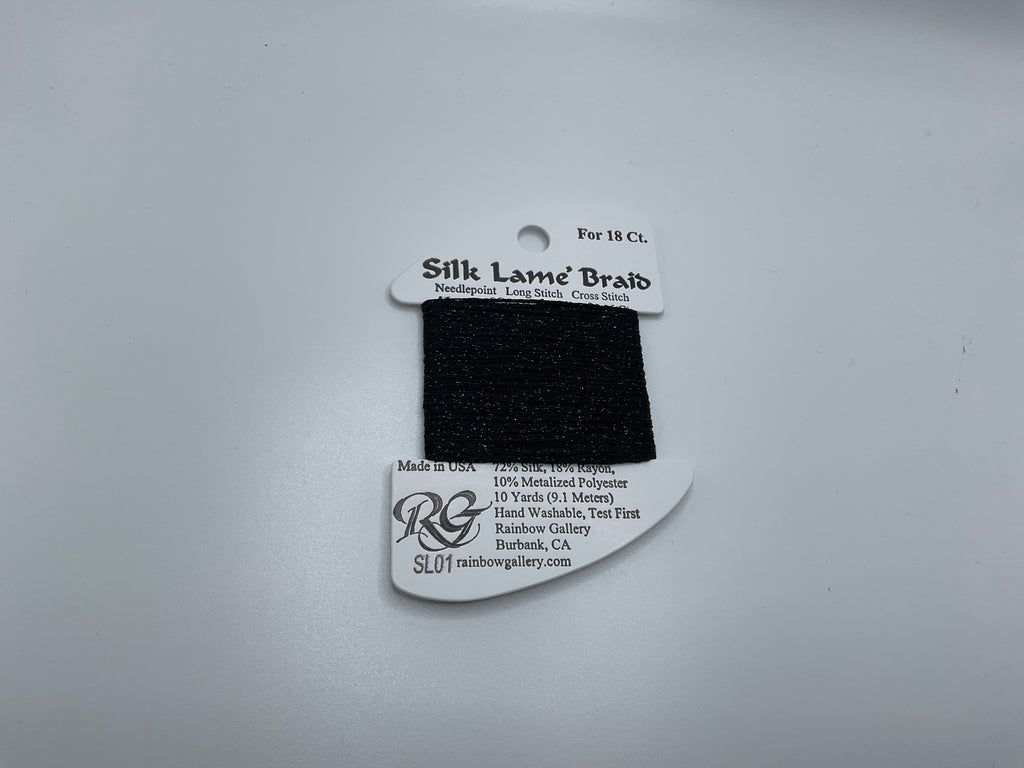 For 18 Ct.
Silk Lame' Braid
Needlepoint Long Stitch Cross Stitch
Made in USA 72% Silk, 18% Rayon,
10% Metalized Polyester
10 Yards (9.1 Meters)
RG Hand Washable, Test First
Rainbow Gallery
Burbank, CA
SL01 rainbowgallery.com